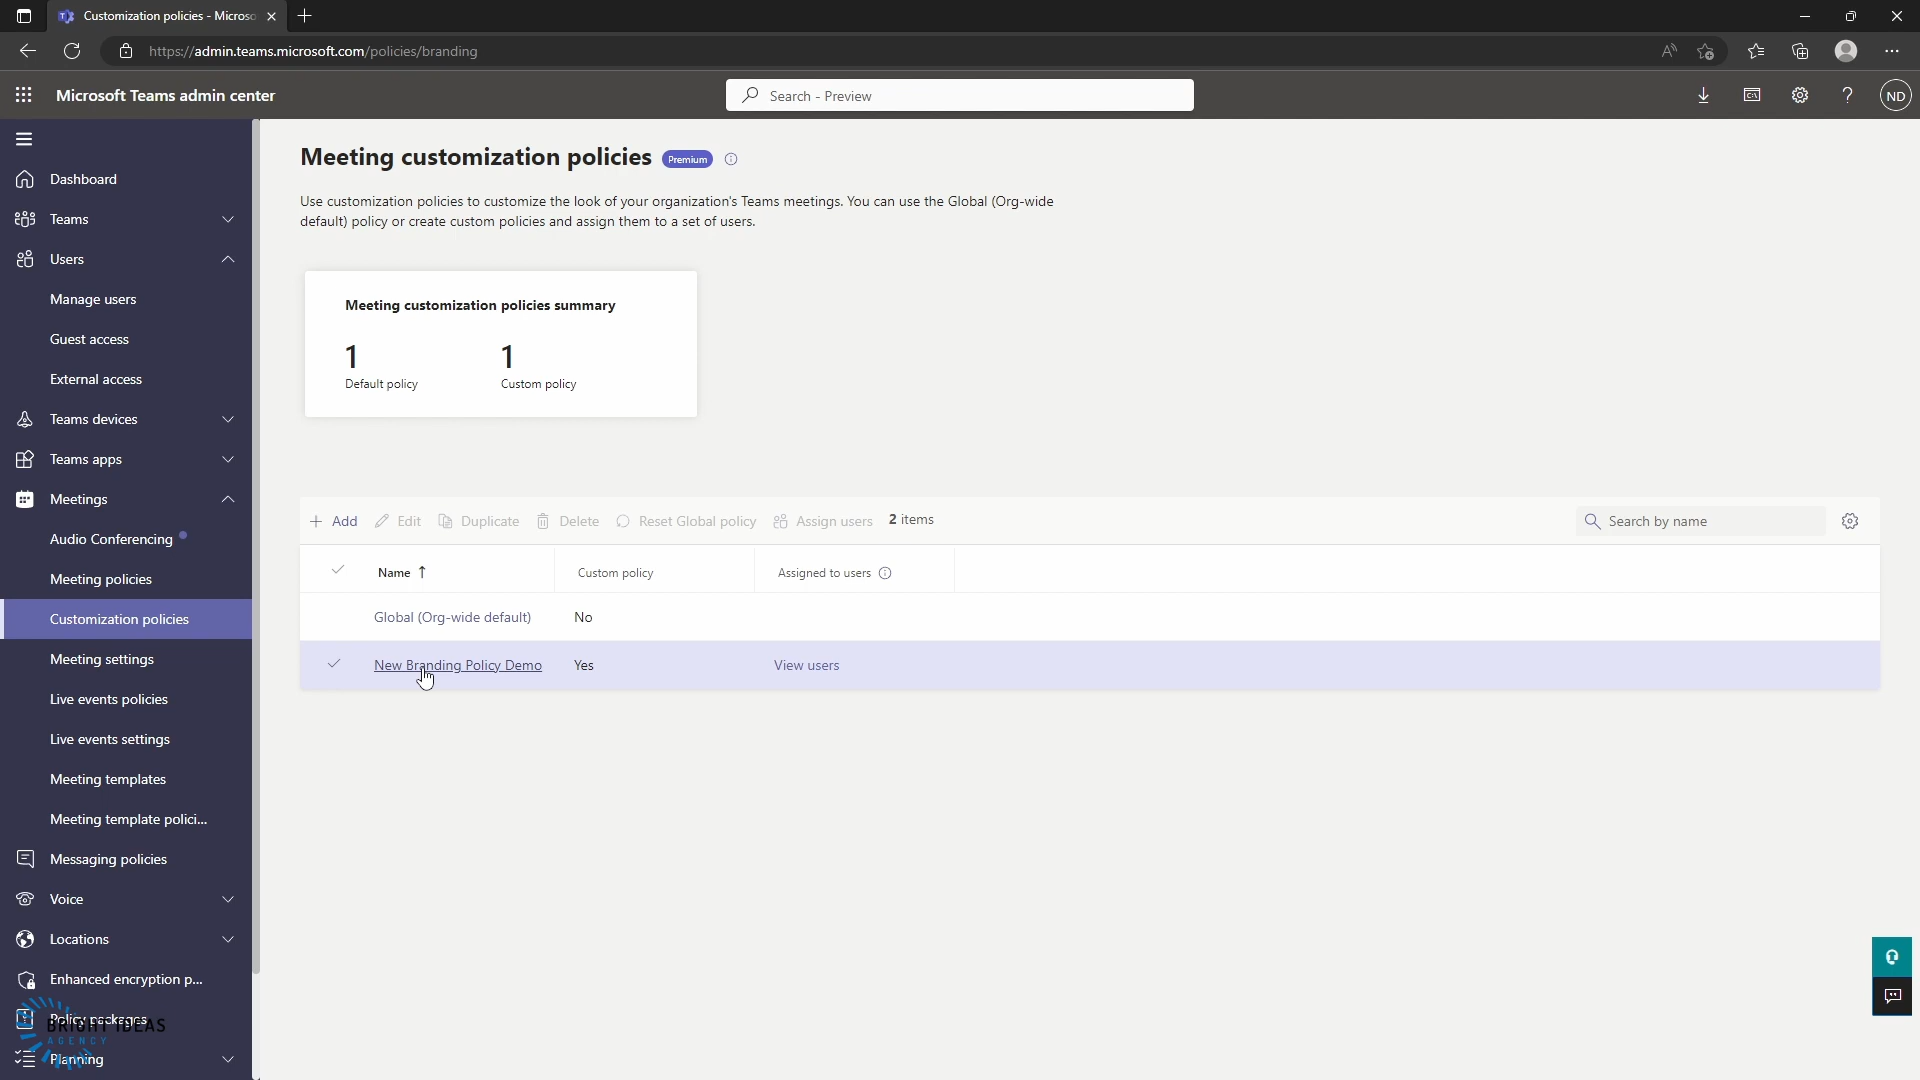 Customization policies - Microso
https://admin.teams.microsoft.com/policies/branding
Microsoft Teams admin center
Search - Preview
ND
Dashboard
Teams
Users
Manage users
Guest access
External access
Teams devices
Teams apps
Meetings
Audio Conferencing
Meeting policies
Customization policies
Meeting settings
Live events policies
Live events settings
Meeting templates
Meeting template polici...
Messaging policies
Voice
Locations
Enhanced encryption p...
Policy packages
BRIGHT IDEAS
AGENCY
Planning
Meeting customization policies Premium
Use customization policies to customize the look of your organization's Teams meetings. You can use the Global (Org-wide
default) policy or create custom policies and assign them to a set of users.
Meeting customization policies summary
1 1
Default policy Custom policy
Add Edit Duplicate Delete Reset Global policy Assign users 2 items Search by name
Name ↑ Custom policy Assigned to users
Global (Org-wide default) No
New Branding Policy Demo Yes View users